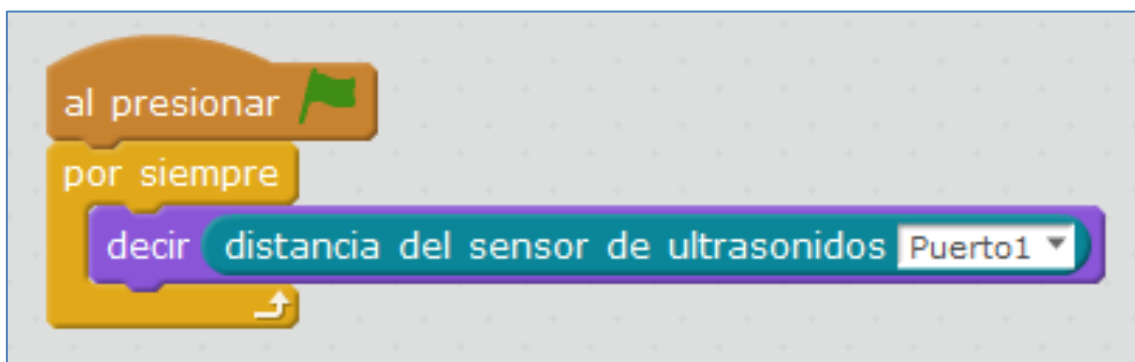 al presionar
por siempre
decir distancia del sensor de ultrasonidos Puerto1